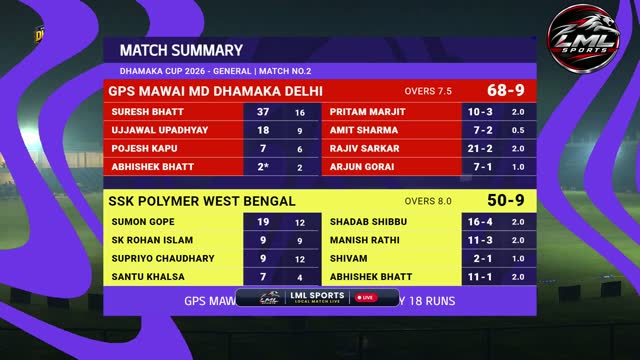 LML
SPORTS
MATCH SUMMARY
DHAMAKA CUP 2026 - GENERAL | MATCH NO.2
GPS MAWAI MD DHAMAKA DELHI OVERS 7.5 68-9
SURESH BHATT 37 16 PRITAM MARJIT 10-3 2.0
UJJAWAL UPADHYAY 18 9 AMIT SHARMA 7-2 0.5
POJESH KAPU 7 6 RAJIV SARKAR 21-2 2.0
ABHISHEK BHATT 2* 2 ARJUN GORAI 7-1 1.0
SSK POLYMER WEST BENGAL OVERS 8.0 50-9
SUMON GOPE 19 12 SHADAB SHIBBU 16-4 2.0
SK ROHAN ISLAM 9 9 MANISH RATHI 11-3 2.0
SUPRIYO CHAUDHARY 9 12 SHIVAM 2-1 1.0
SANTU KHALSA 7 4 ABHISHEK BHATT 11-1 2.0
GPS MAWAI LML SPORTS LIVE BY 18 RUNS
LOCAL MATCH LIVE